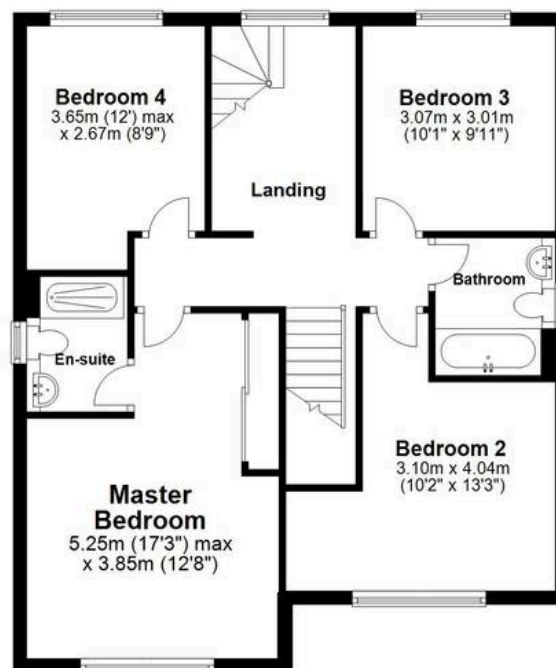 Bedroom 4
3.65m (12') max
x 2.67m (8'9")
Bedroom 3
3.07m x 3.01m
(10'1" x 9'11")
Landing
Bathroom
En-suite
Bedroom 2
3.10m x 4.04m
(10'2" x 13'3")
Master
Bedroom
5.25m (17'3") max
x 3.85m (12'8")